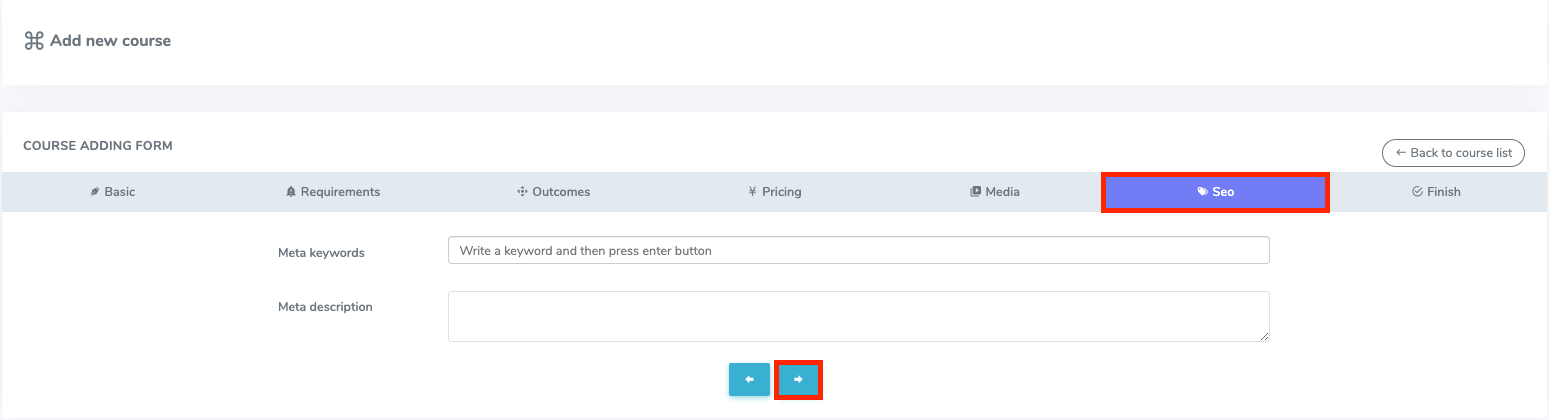 Add new course
COURSE ADDING FORM
← Back to course list
Basic
Requirements
Outcomes
¥ Pricing
Media
Seo
Finish
Meta keywords
Write a keyword and then press enter button
Meta description